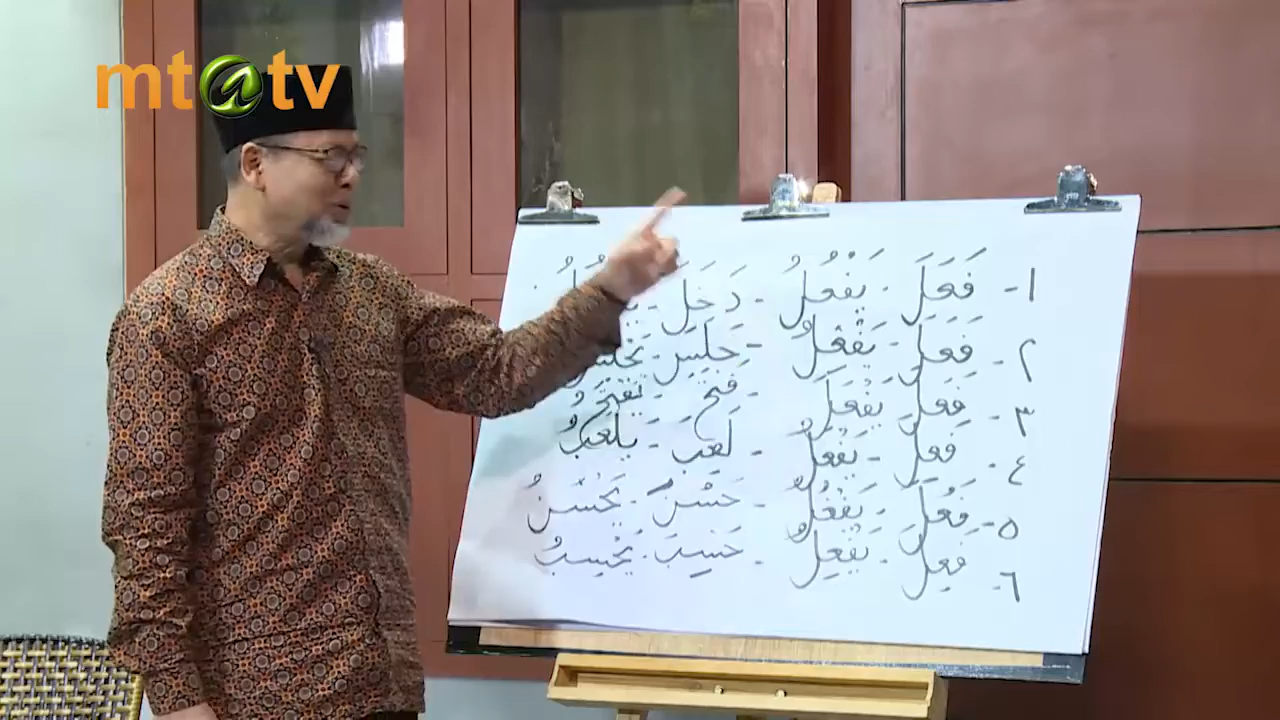 mt@tv
١- فَعَلَ - يَفْعُلُ - دَخَلَ -
٢- فَعَلَ - يَفْعِلُ - جَلَسَ - يَجْلِسُ
٣- فَعَلَ - يَفْعَلُ - فَتَحَ - يَفْتَحُ
٤- فَعِلَ - يَفْعَلُ - لَعِبَ - يَلْعَبُ
٥- فَعُلَ - يَفْعُلُ - حَسُنَ - يَحْسُنُ
٦- فَعِلَ - يَفْعِلُ - حَسِبَ - يَحْسِبُ